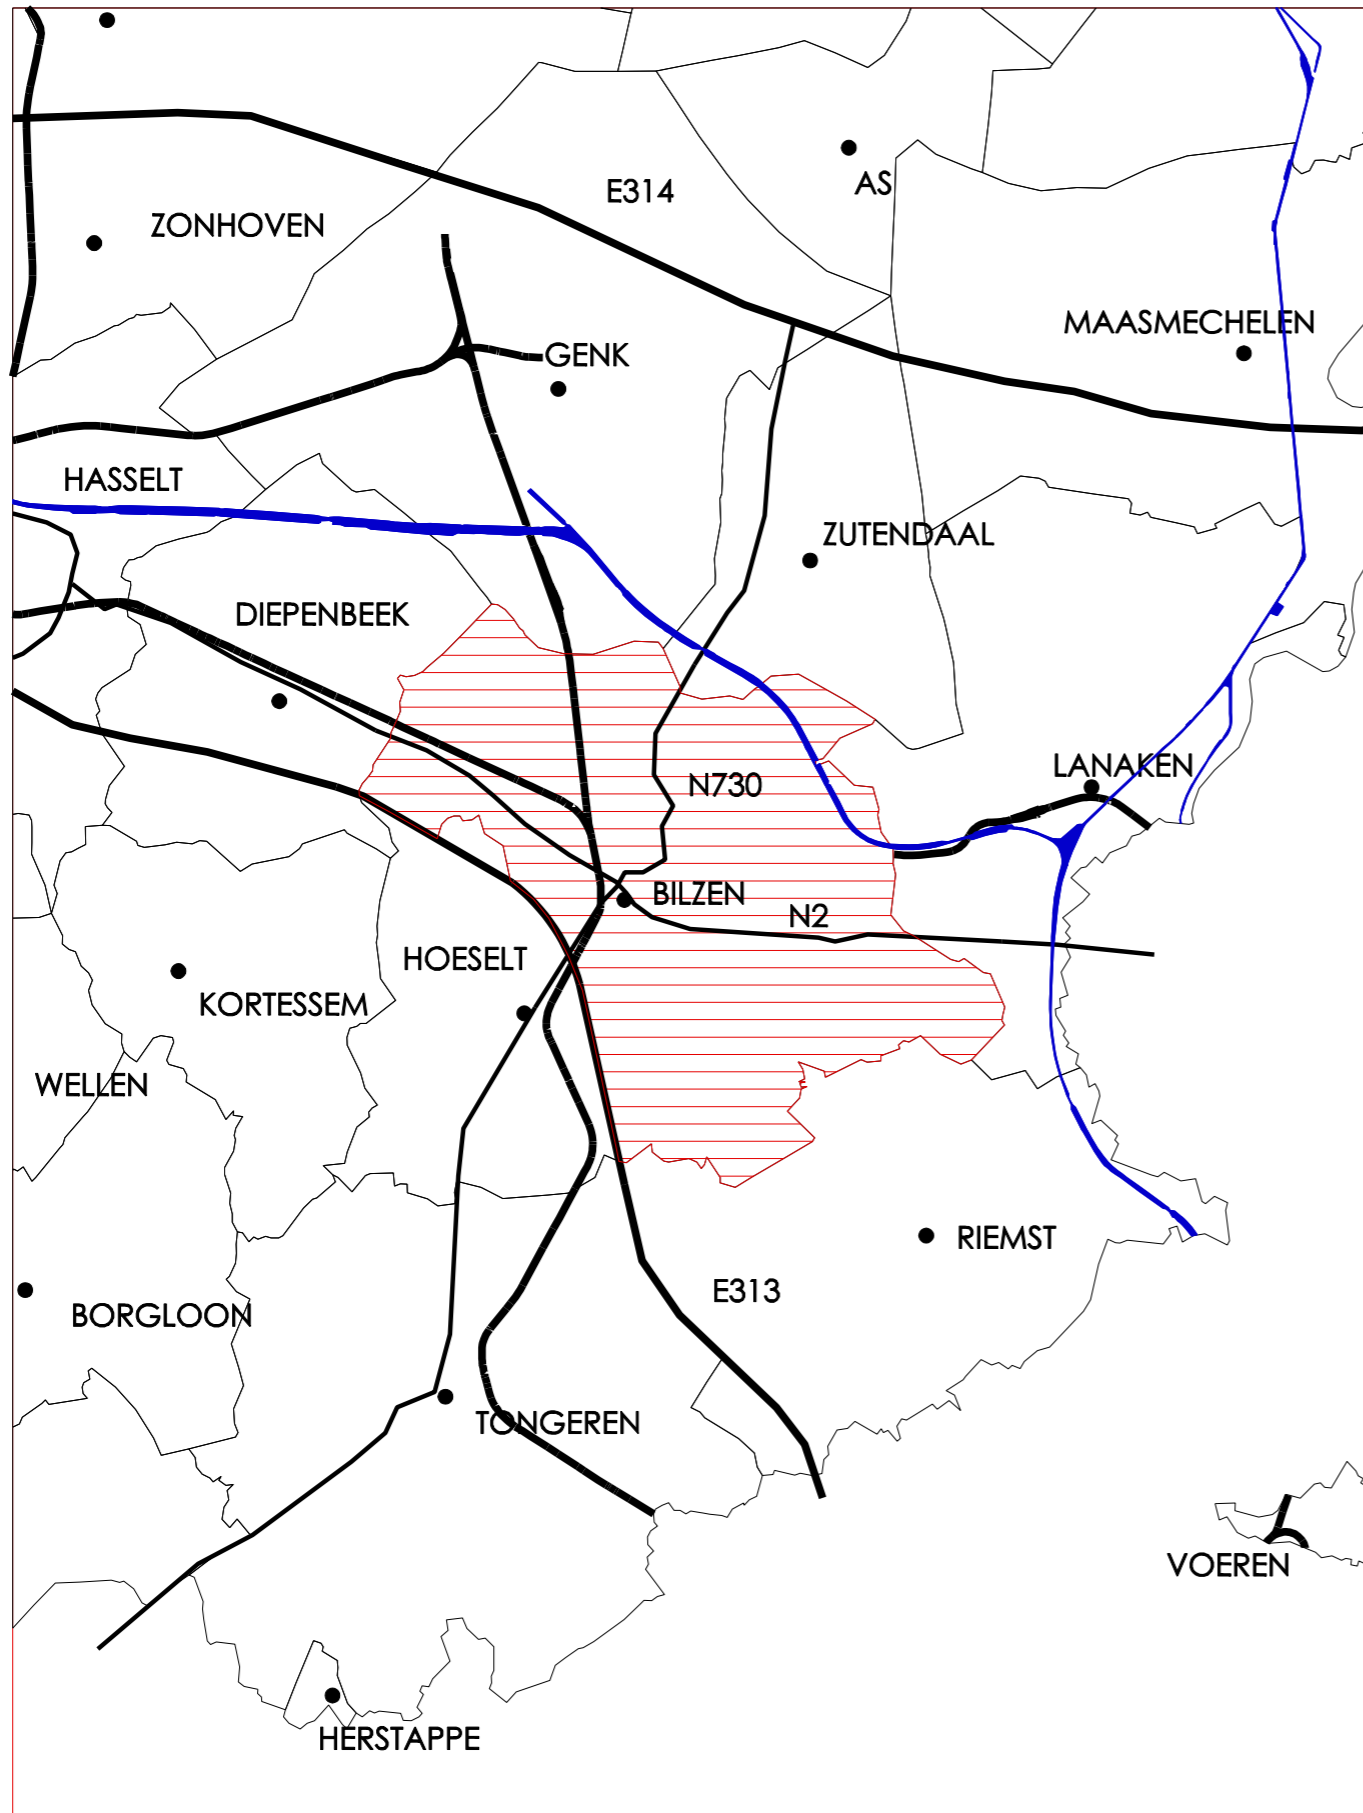 AS
E314
ZONHOVEN
MAASMECHELEN
GENK
HASSELT
ZUTENDAAL
DIEPENBEEK
LANAKEN
N730
BILZEN
N2
HOESELT
KORTESSEM
WELLEN
RIEMST
E313
BORGLOON
TONGEREN
VOEREN
HERSTAPPE